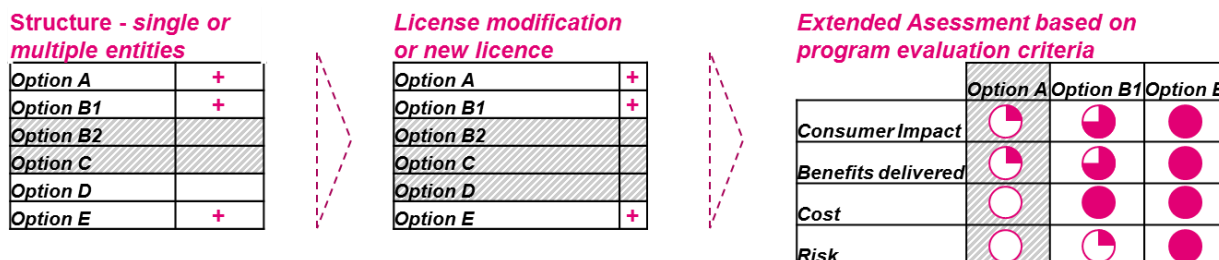 Structure - single or
multiple entities
Option A +
Option B1 +
Option B2
Option C
Option D
Option E +
License modification
or new licence
Option A +
Option B1 +
Option B2
Option C
Option D
Option E +
Extended Asessment based on
program evaluation criteria
Option A Option B1 Option E
Consumer Impact
Benefits delivered
Cost
Risk